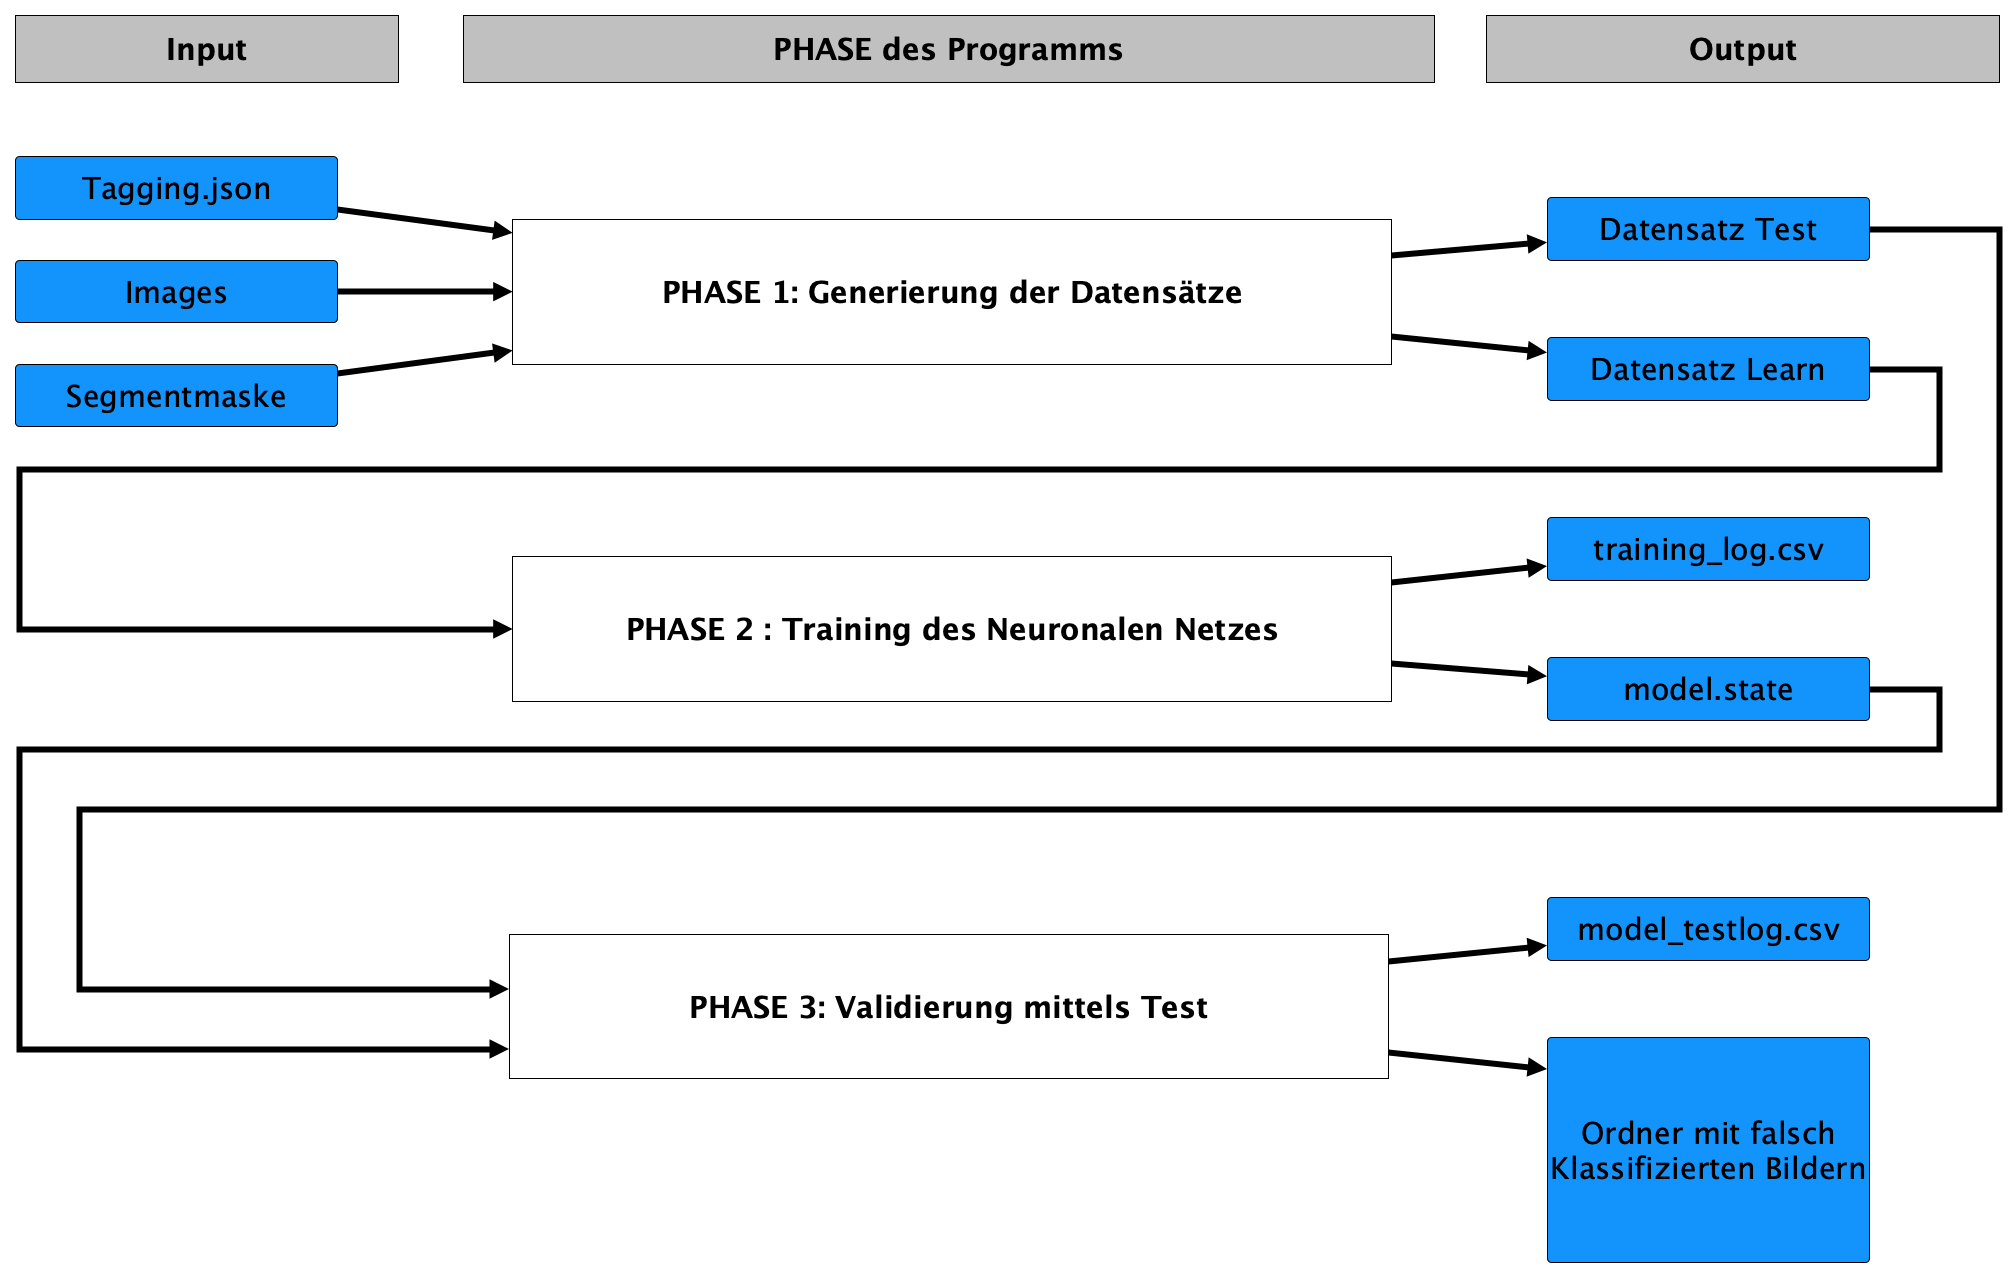 Input
PHASE des Programms
Output
Tagging.json
Images
Segmentmaske
PHASE 1: Generierung der Datensätze
Datensatz Test
Datensatz Learn
PHASE 2 : Training des Neuronalen Netzes
training_log.csv
model.state
PHASE 3: Validierung mittels Test
model_testlog.csv
Ordner mit falsch
Klassifizierten Bildern